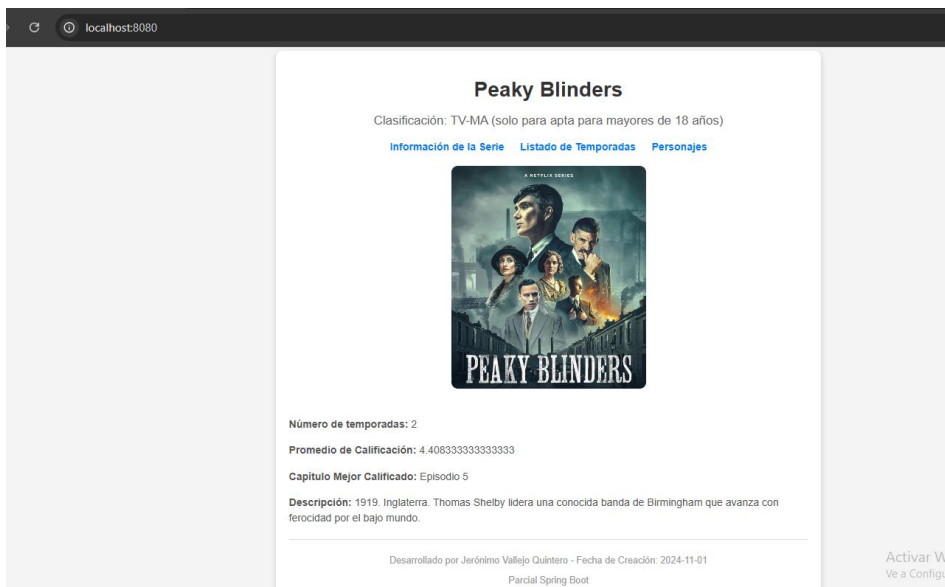 localhost:8080
Peaky Blinders
Clasificación: TV-MA (solo para apta para mayores de 18 años)
Información de la Serie Listado de Temporadas Personajes
A NETFLIX SERIES
PEAKY BLINDERS
Número de temporadas: 2
Promedio de Calificación: 4.408333333333333
Capítulo Mejor Calificado: Episodio 5
Descripción: 1919. Inglaterra. Thomas Shelby lidera una conocida banda de Birmingham que avanza con
ferocidad por el bajo mundo.
Desarrollado por Jerónimo Vallejo Quintero - Fecha de Creación: 2024-11-01
Parcial Spring Boot
Activar W
Ve a Configu